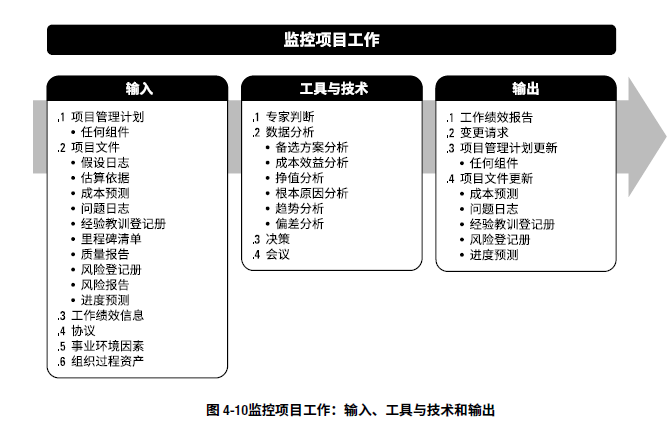 监控项目工作
输入
.1 项目管理计划
• 任何组件
.2 项目文件
• 假设日志
• 估算依据
• 成本预测
• 问题日志
• 经验教训登记册
• 里程碑清单
• 质量报告
• 风险登记册
• 风险报告
• 进度预测
.3 工作绩效信息
.4 协议
.5 事业环境因素
.6 组织过程资产
工具与技术
.1 专家判断
.2 数据分析
• 备选方案分析
• 成本效益分析
• 挣值分析
• 根本原因分析
• 趋势分析
• 偏差分析
.3 决策
.4 会议
输出
.1 工作绩效报告
.2 变更请求
.3 项目管理计划更新
• 任何组件
.4 项目文件更新
• 成本预测
• 问题日志
• 经验教训登记册
• 风险登记册
• 进度预测
图 4-10监控项目工作：输入、工具与技术和输出